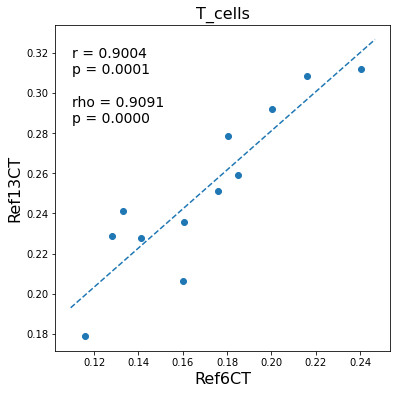 T_cells
r = 0.9004
p = 0.0001
rho = 0.9091
p = 0.0000
0.32
0.30
0.28
0.26
0.24
0.22
0.20
0.18
Ref13CT
0.12 0.14 0.16 0.18 0.20 0.22 0.24
Ref6CT